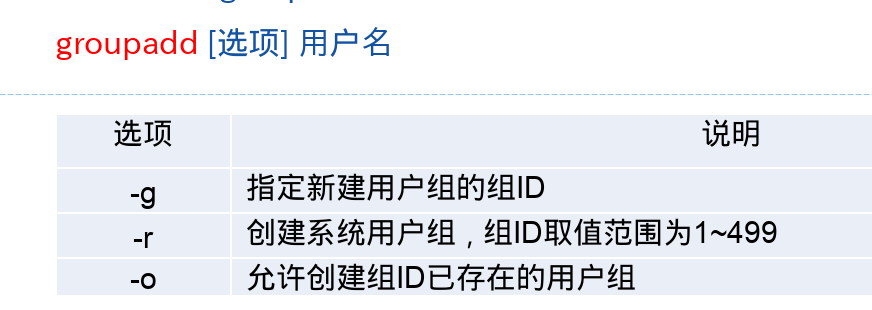 groupadd [选项] 用户名
选项 说明
-g 指定新建用户组的组ID
-r 创建系统用户组，组ID取值范围为1~499
-o 允许创建组ID已存在的用户组